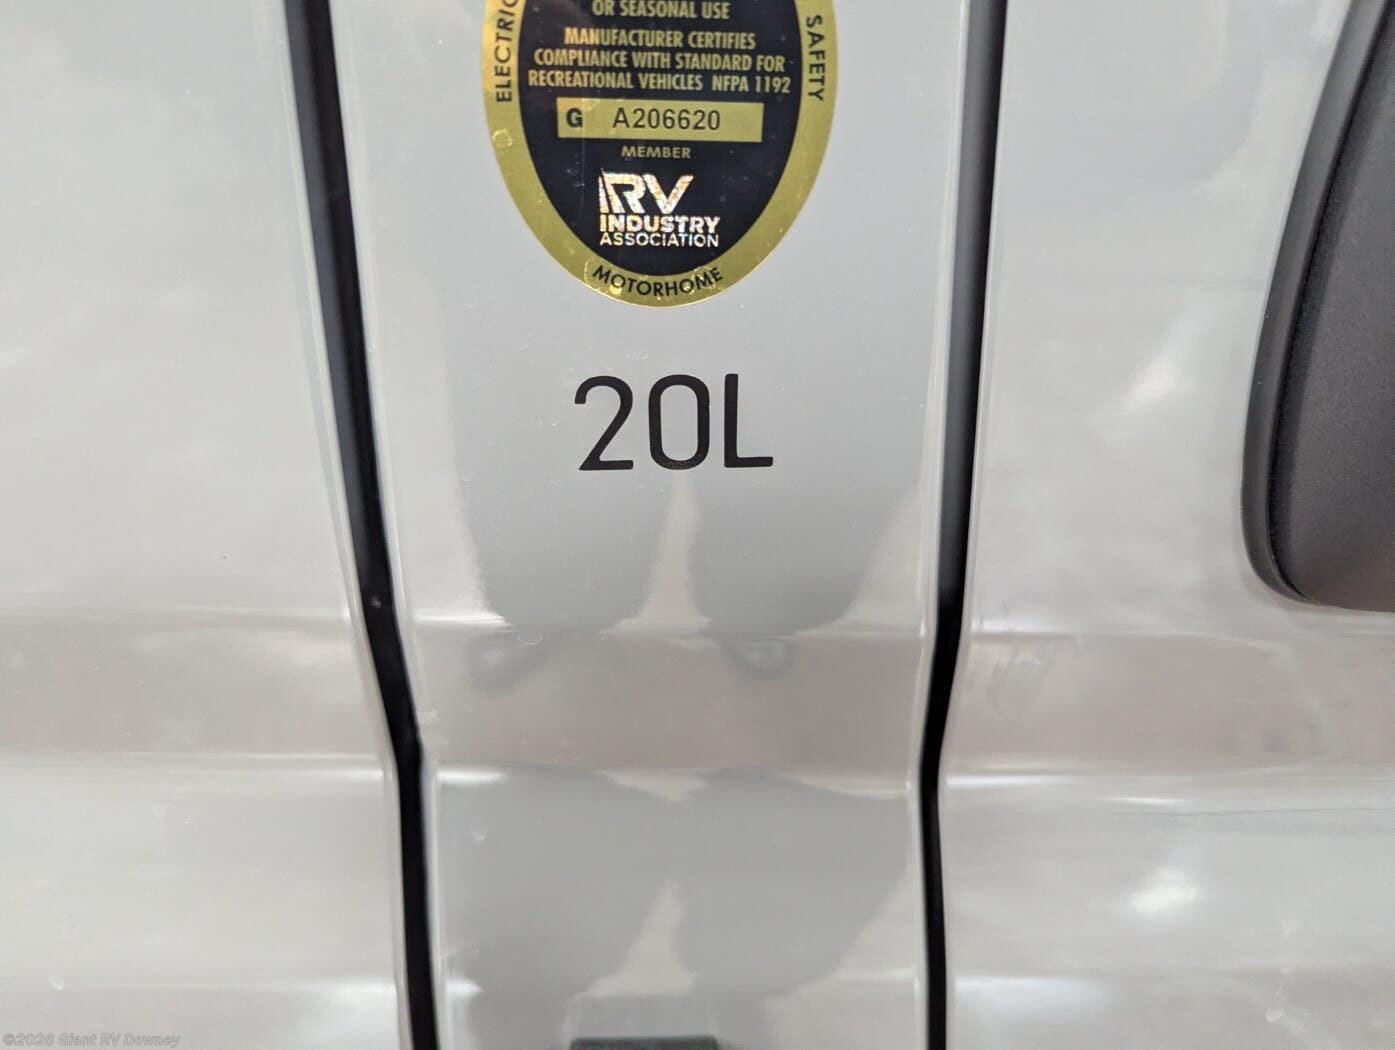 ELECTRIC
OR SEASONAL USE
MANUFACTURER CERTIFIES
COMPLIANCE WITH STANDARD FOR
RECREATIONAL VEHICLES NFPA 1192
SAFETY
G A206620
MEMBER
RV
INDUSTRY
ASSOCIATION
MOTORHOME
20L
©2026 Giant RV Downey